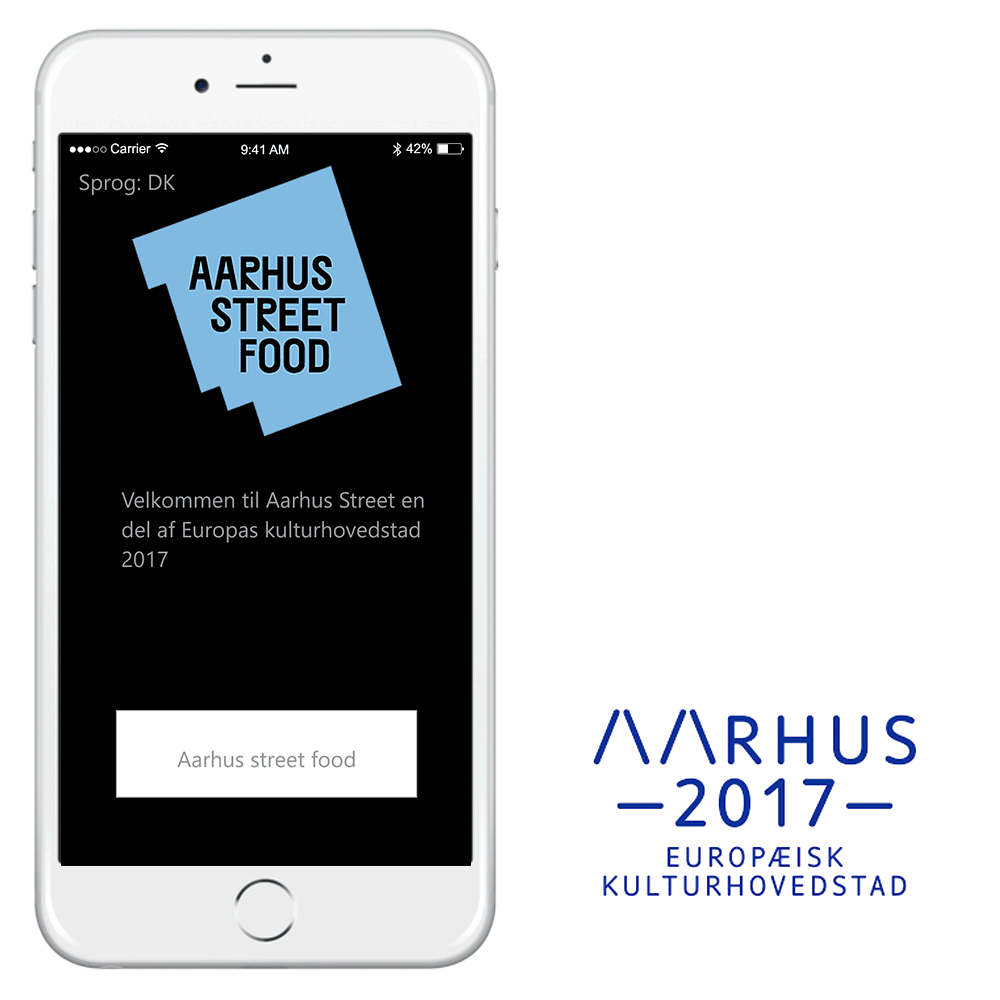 Carrier 9:41 AM 42%
Sprog: DK
AARHUS
STREET
FOOD
Velkommen til Aarhus Street en
del af Europas kulturhovedstad
2017
Aarhus street food
AARHUS
—2017—
EUROPÆISK
KULTURHOVEDSTAD